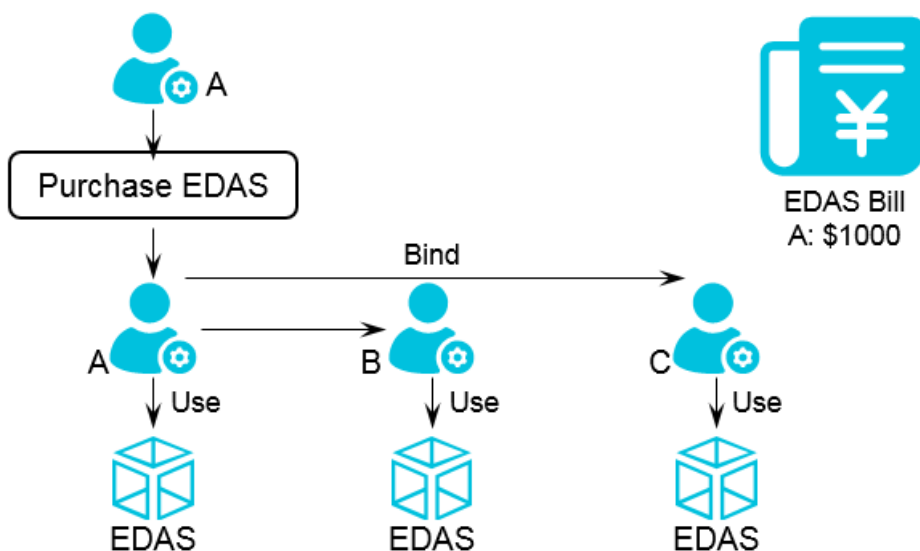 A
Purchase EDAS
EDAS Bill
A: $1000
Bind
A
B
C
Use
Use
Use
EDAS
EDAS
EDAS
¥